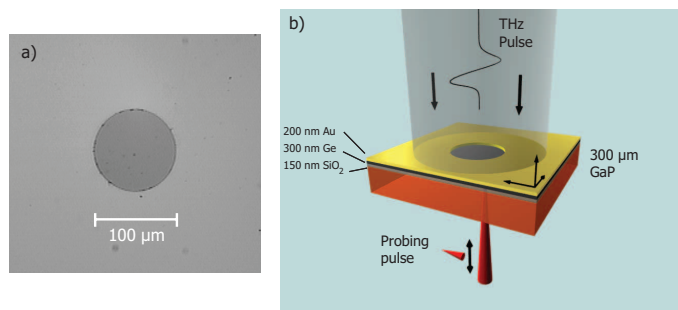 a)
100 µm
b)
THz
Pulse
200 nm Au
300 nm Ge
150 nm SiO₂
300 µm
GaP
Probing
pulse